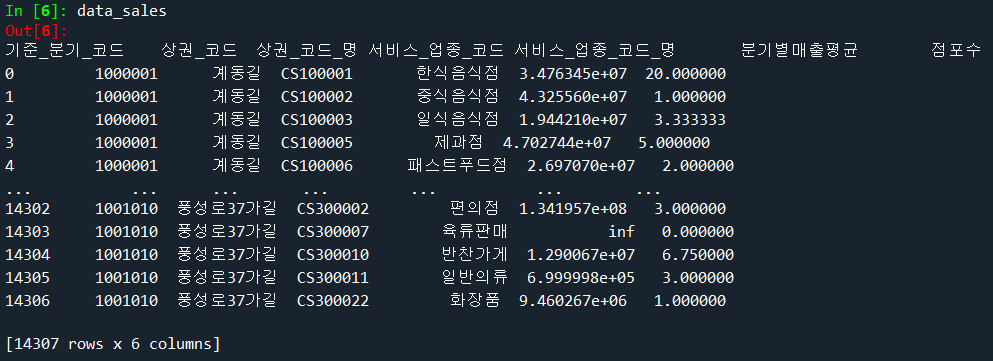 In [6]: data_sales
Out[6]:
기준_분기_코드 상권_코드 상권_코드_명 서비스_업종_코드 서비스_업종_코드_명 분기별매출평균 점포수
0 1000001 계동길 CS100001 한식음식점 3.476345e+07 20.000000
1 1000001 계동길 CS100002 중식음식점 4.325560e+07 1.000000
2 1000001 계동길 CS100003 일식음식점 1.944210e+07 3.333333
3 1000001 계동길 CS100005 제과점 4.702744e+07 5.000000
4 1000001 계동길 CS100006 패스트푸드점 2.697070e+07 2.000000
... ... ... ... ... ... ...
14302 1001010 풍성로37가길 CS300002 편의점 1.341957e+08 3.000000
14303 1001010 풍성로37가길 CS300007 육류판매 inf 0.000000
14304 1001010 풍성로37가길 CS300010 반찬가게 1.290067e+07 6.750000
14305 1001010 풍성로37가길 CS300011 일반의류 6.999998e+05 3.000000
14306 1001010 풍성로37가길 CS300022 화장품 9.460267e+06 1.000000
[14307 rows x 6 columns]